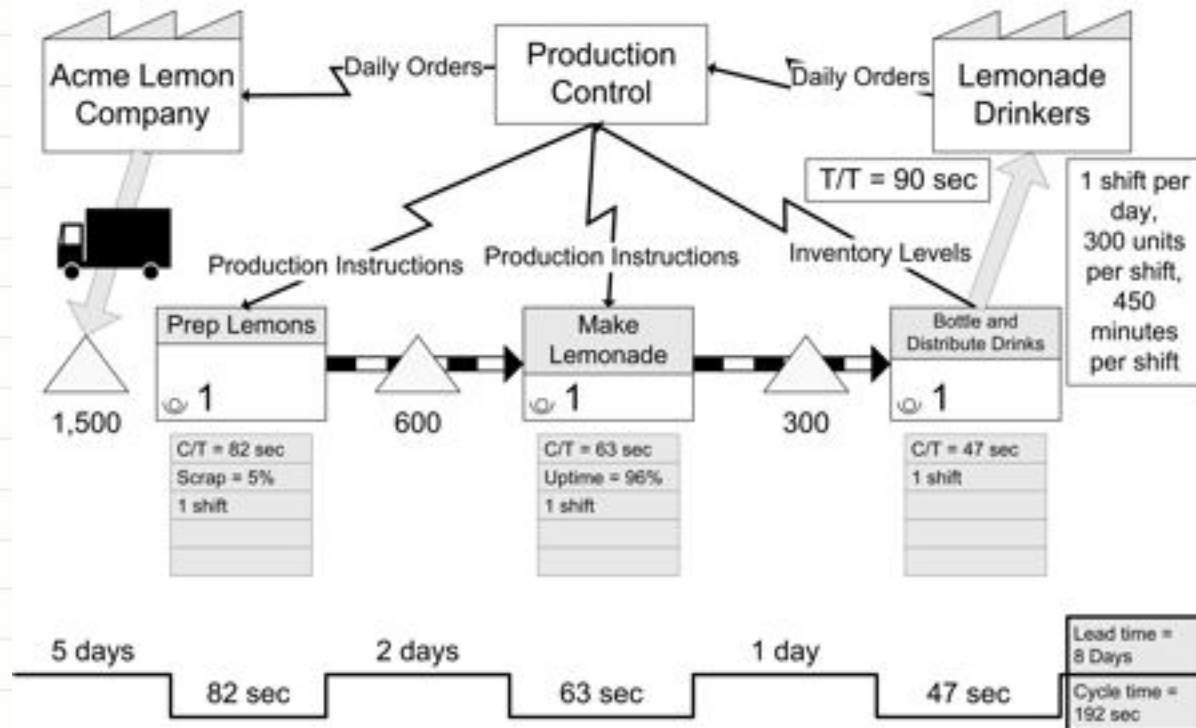 Acme Lemon
Company
Daily Orders
Production
Control
Daily Orders
Lemonade
Drinkers
T/T = 90 sec
1 shift per
day,
300 units
per shift,
450
minutes
per shift
Production Instructions
Production Instructions
Inventory Levels
1,500
Prep Lemons
1
600
Make
Lemonade
1
300
Bottle and
Distribute Drinks
1
C/T = 82 sec
Scrap = 5%
1 shift
C/T = 63 sec
Uptime = 96%
1 shift
C/T = 47 sec
1 shift
5 days
82 sec
2 days
63 sec
1 day
47 sec
Lead time =
8 Days
Cycle time =
192 sec